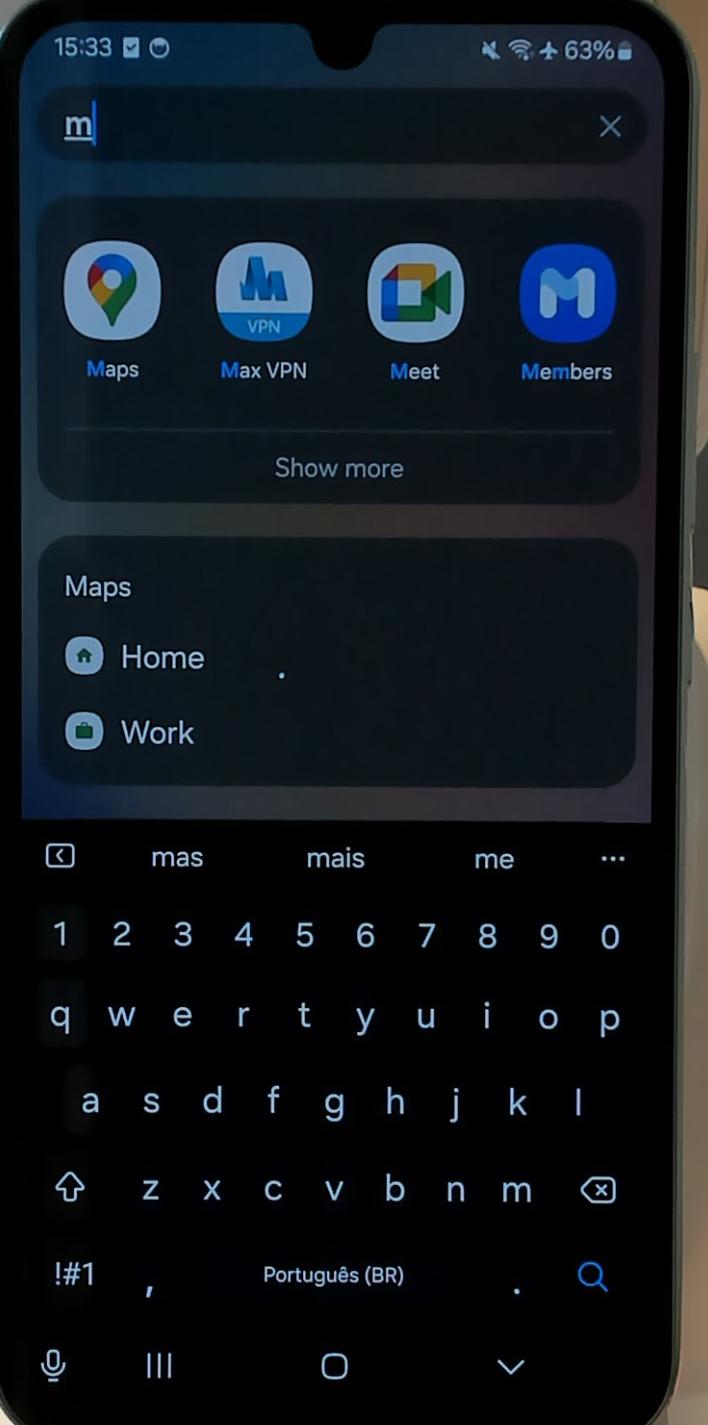 15:33 63%
m
VPN
Maps Max VPN Meet Members
Show more
Maps
Home
Work
mas mais me ...
1 2 3 4 5 6 7 8 9 0
q w e r t y u i o p
a s d f g h j k l
z x c v b n m
!#1 , Português (BR) .